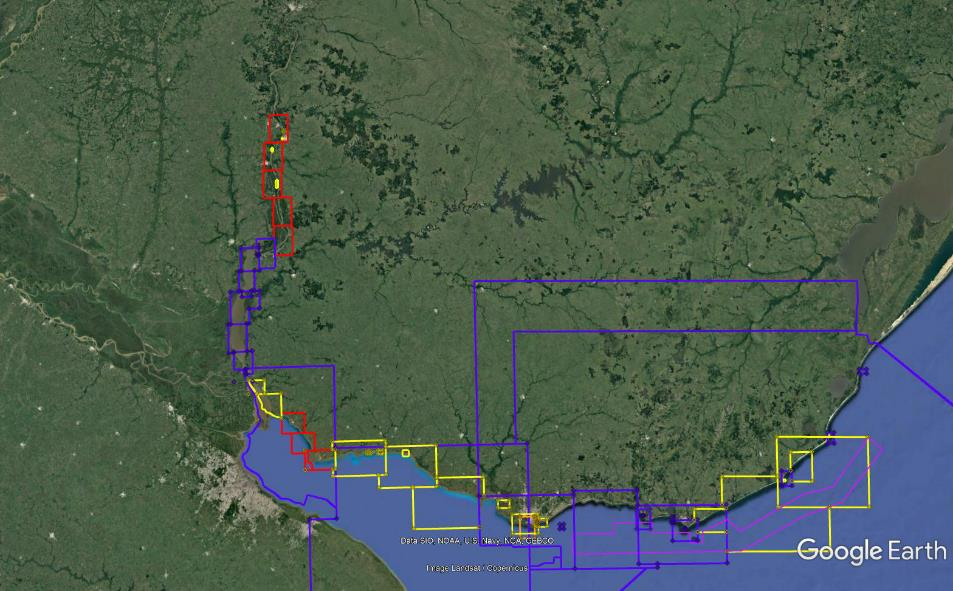 Data SIO, NOAA, U.S. Navy, NGA, GEBCO
Image Landsat / Copernicus
Google Earth